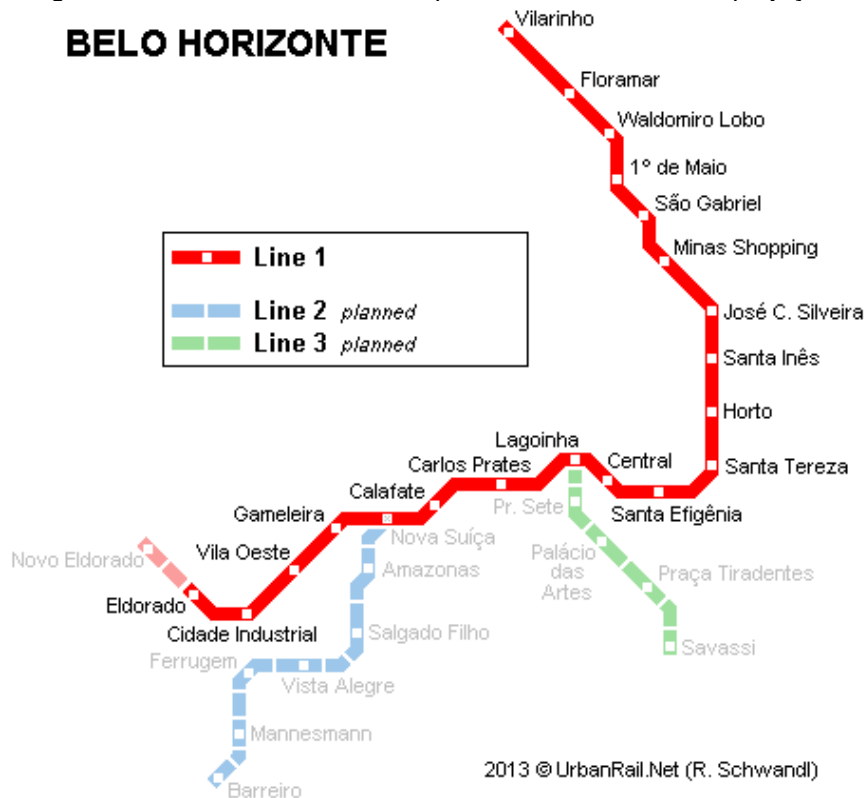 BELO HORIZONTE
Vilarinho
Floramar
Waldomiro Lobo
1º de Maio
São Gabriel
Minas Shopping
Line 1
Line 2 planned
Line 3 planned
José C. Silveira
Santa Inês
Horto
Lagoinha
Carlos Prates
Central
Santa Tereza
Calafate
Pr. Sete
Santa Efigênia
Gameleira
Nova Suíça
Novo Eldorado
Vila Oeste
Amazonas
Palácio
das
Artes
Praça Tiradentes
Eldorado
Cidade Industrial
Salgado Filho
Savassi
Ferrugem
Vista Alegre
Mannesmann
2013 © UrbanRail.Net (R. Schwandl)
Barreiro